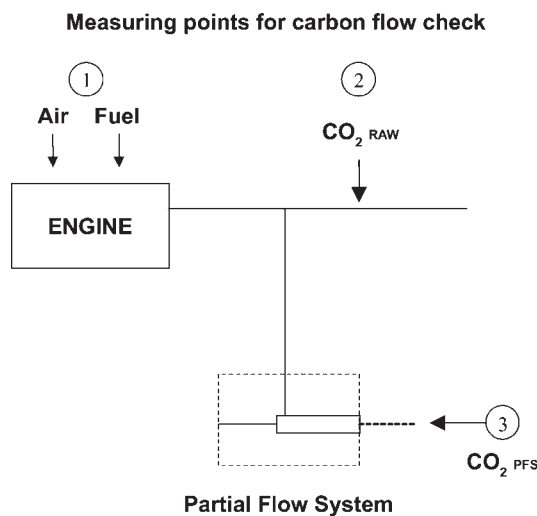 Measuring points for carbon flow check
1
2
Air Fuel
CO₂ RAW
ENGINE
3
CO₂ PFS
Partial Flow System